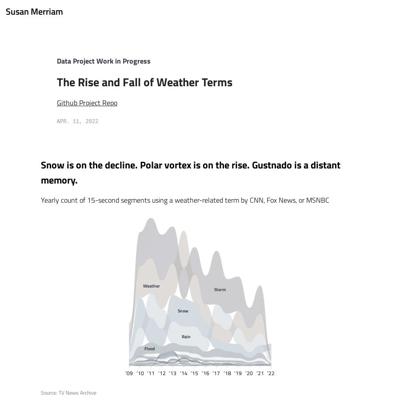 Susan Merriam
Data Project Work in Progress
The Rise and Fall of Weather Terms
Github Project Repo
APR. 11, 2022
Snow is on the decline. Polar vortex is on the rise. Gustnado is a distant
memory.
Yearly count of 15-second segments using a weather-related term by CNN, Fox News, or MSNBC
Weather
Storm
Snow
Rain
Flood
'09 '10 '11 '12 '13 '14 '15 '16 '17 '18 '19 '20 '21 '22
Source: TV News Archive